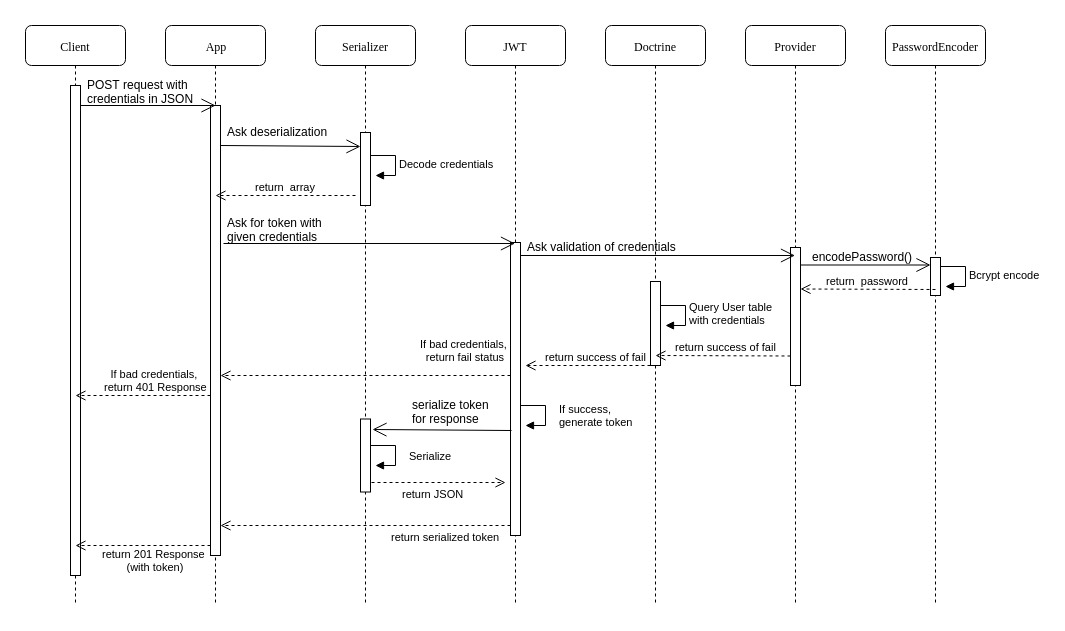 Client
App
Serializer
JWT
Doctrine
Provider
PasswordEncoder
POST request with
credentials in JSON
Ask deserialization
Decode credentials
return  array
Ask for token with
given credentials
Ask validation of credentials
encodePassword()
Bcrypt encode
return  password
Query User table
with credentials
return success of fail
return success of fail
If bad credentials,
return fail status
If bad credentials,
return 401 Response
If success,
generate token
serialize token
for response
Serialize
return JSON
return serialized token
return 201 Response
(with token)